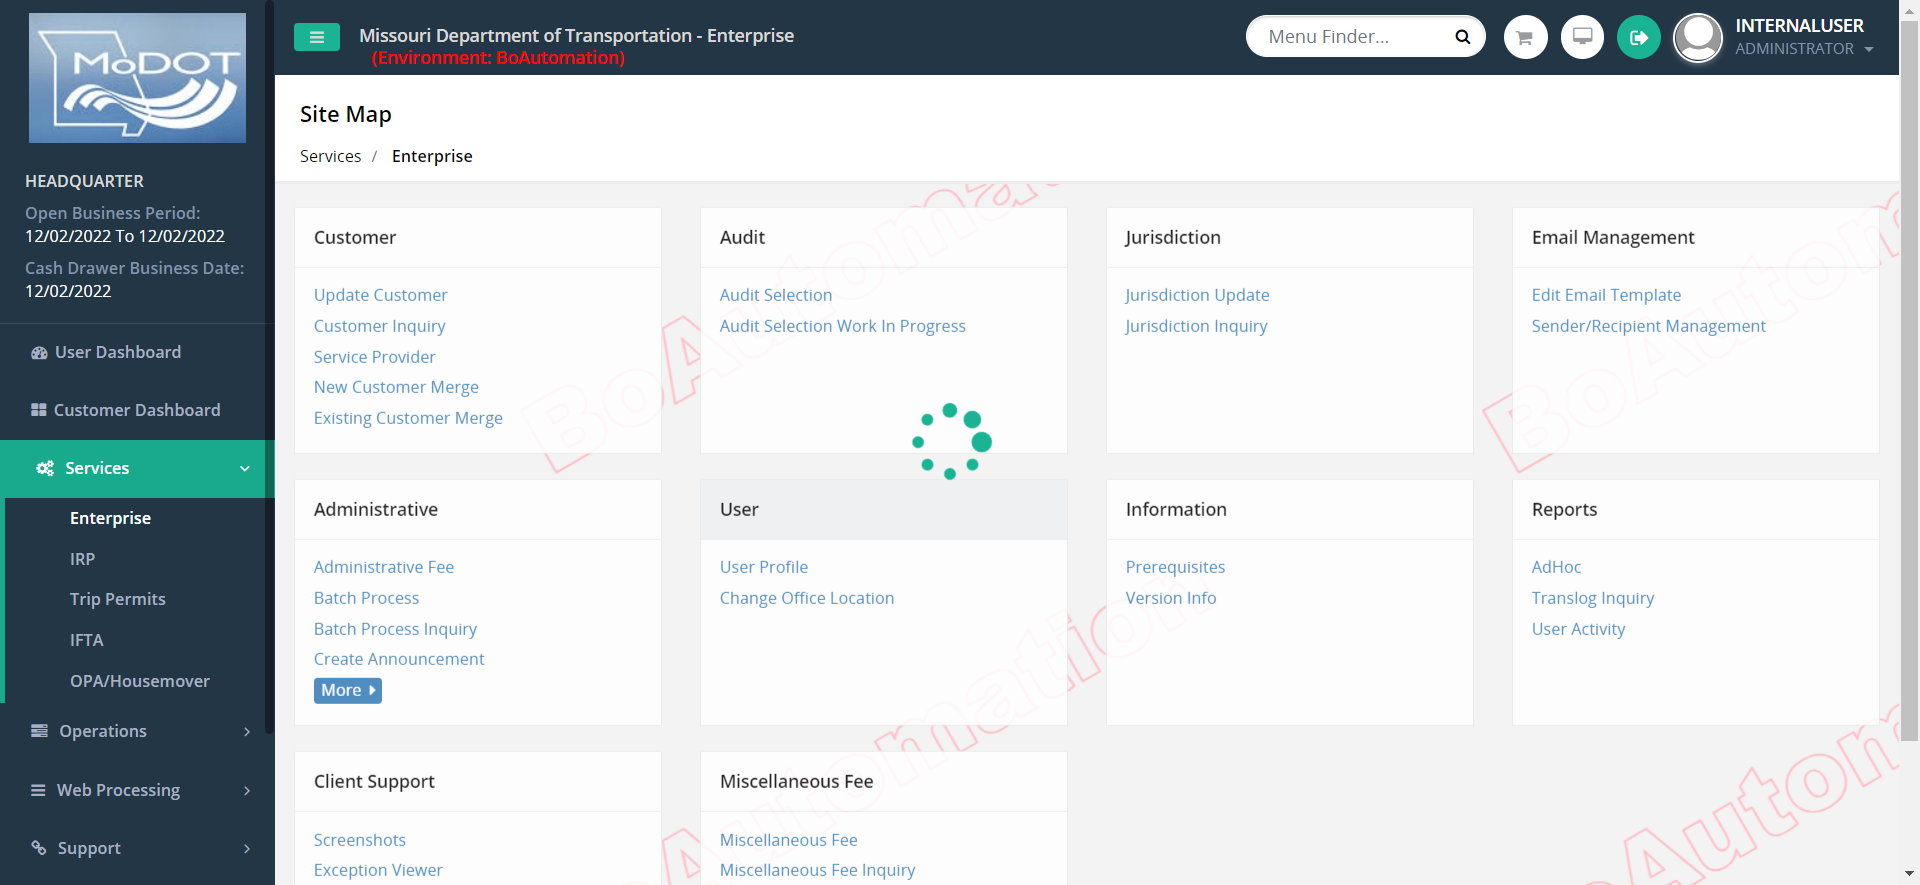 MoDOT
HEADQUARTER
Open Business Period:
12/02/2022 To 12/02/2022
Cash Drawer Business Date:
12/02/2022
User Dashboard
Customer Dashboard
Services
Enterprise
IRP
Trip Permits
IFTA
OPA/Housemover
Operations
Web Processing
Support
Missouri Department of Transportation - Enterprise
(Environment: BoAutomation)
Menu Finder...
INTERNALUSER
ADMINISTRATOR
Site Map
Services / Enterprise
Customer
Update Customer
Customer Inquiry
Service Provider
New Customer Merge
Existing Customer Merge
Audit
Audit Selection
Audit Selection Work In Progress
Jurisdiction
Jurisdiction Update
Jurisdiction Inquiry
Email Management
Edit Email Template
Sender/Recipient Management
Administrative
Administrative Fee
Batch Process
Batch Process Inquiry
Create Announcement
More
User
User Profile
Change Office Location
Information
Prerequisites
Version Info
Reports
AdHoc
Translog Inquiry
User Activity
Client Support
Screenshots
Exception Viewer
Miscellaneous Fee
Miscellaneous Fee
Miscellaneous Fee Inquiry
BoAutomation
BoAutom
BoAutomation
BoAutom